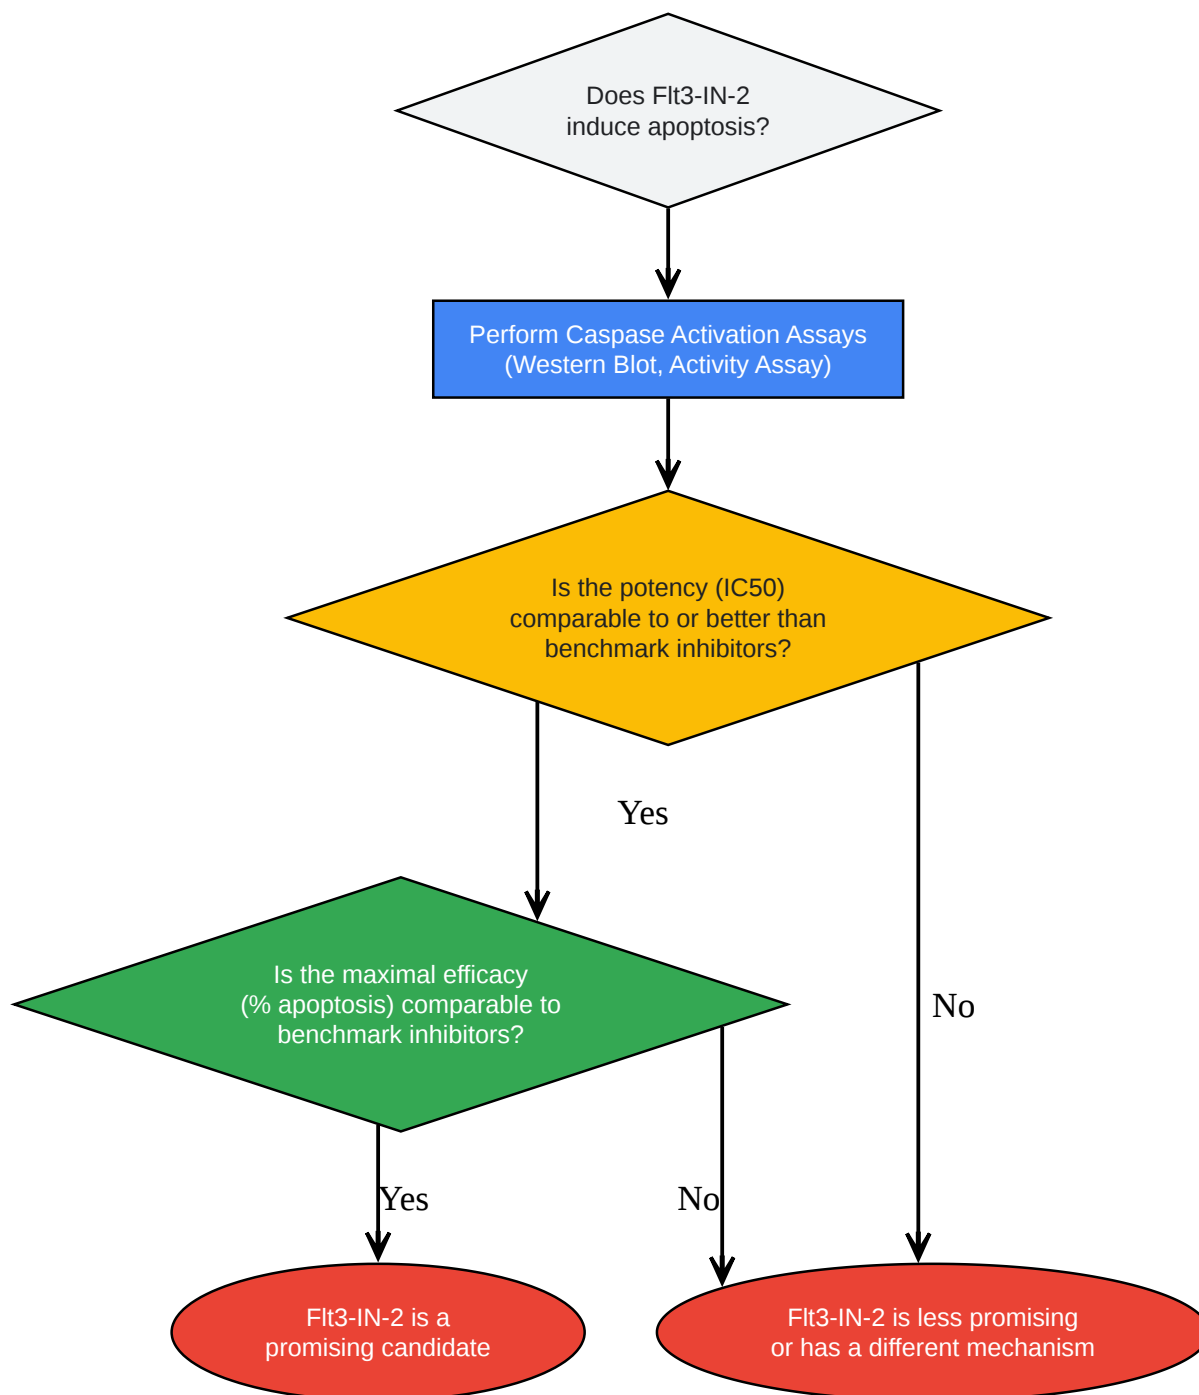 Does Flt3-IN-2
induce apoptosis?
Perform Caspase Activation Assays
(Western Blot, Activity Assay)
Is the potency (IC50)
comparable to or better than
benchmark inhibitors?
Yes
No
Is the maximal efficacy
(% apoptosis) comparable to
benchmark inhibitors?
Yes
No
Flt3-IN-2 is a
promising candidate
Flt3-IN-2 is less promising
or has a different mechanism